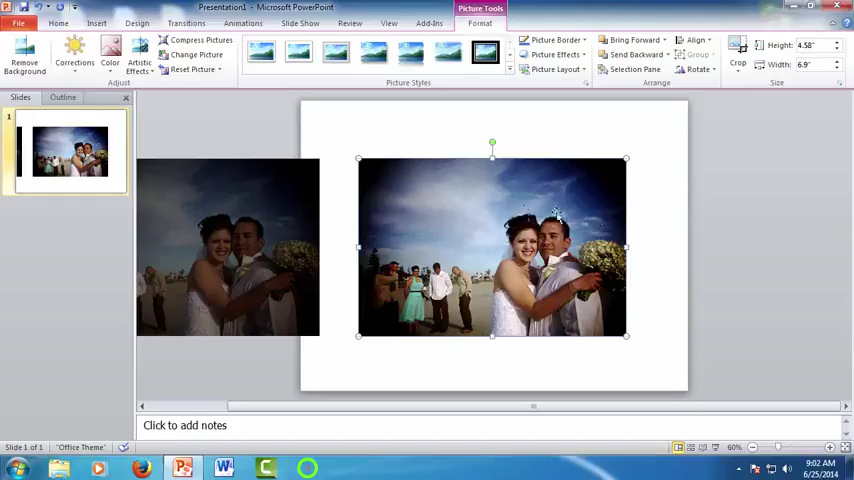 Presentation1 - Microsoft PowerPoint
Picture Tools
File Home Insert Design Transitions Animations Slide Show Review View Add-Ins Format
Remove Background
Corrections
Color
Artistic Effects
Compress Pictures
Change Picture
Reset Picture
Adjust
Picture Styles
Picture Border
Picture Effects
Picture Layout
Bring Forward
Send Backward
Selection Pane
Align
Group
Rotate
Arrange
Crop
Height: 4.58"
Width: 6.9"
Size
Slides Outline
1
Click to add notes
Slide 1 of 1 "Office Theme" 60%
9:02 AM
6/25/2014